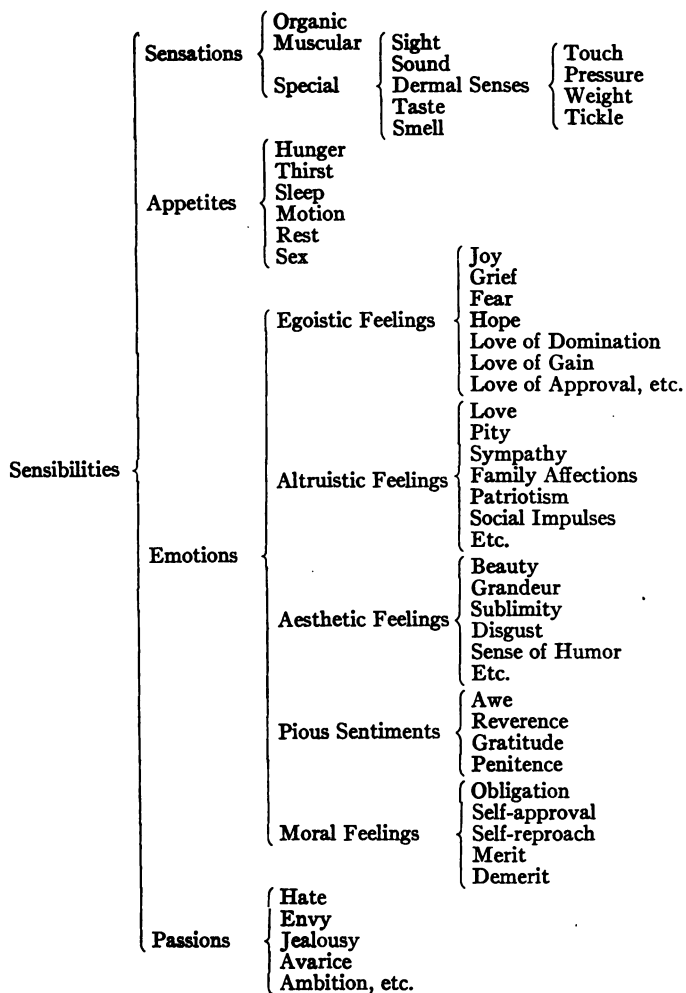 Sensibilities
Sensations
Organic
Muscular
Special
Sight
Sound
Dermal Senses
Taste
Smell
Touch
Pressure
Weight
Tickle
Appetites
Hunger
Thirst
Sleep
Motion
Rest
Sex
Emotions
Egoistic Feelings
Joy
Grief
Fear
Hope
Love of Domination
Love of Gain
Love of Approval, etc.
Altruistic Feelings
Love
Pity
Sympathy
Family Affections
Patriotism
Social Impulses
Etc.
Aesthetic Feelings
Beauty
Grandeur
Sublimity
Disgust
Sense of Humor
Etc.
Pious Sentiments
Awe
Reverence
Gratitude
Penitence
Moral Feelings
Obligation
Self-approval
Self-reproach
Merit
Demerit
Passions
Hate
Envy
Jealousy
Avarice
Ambition, etc.